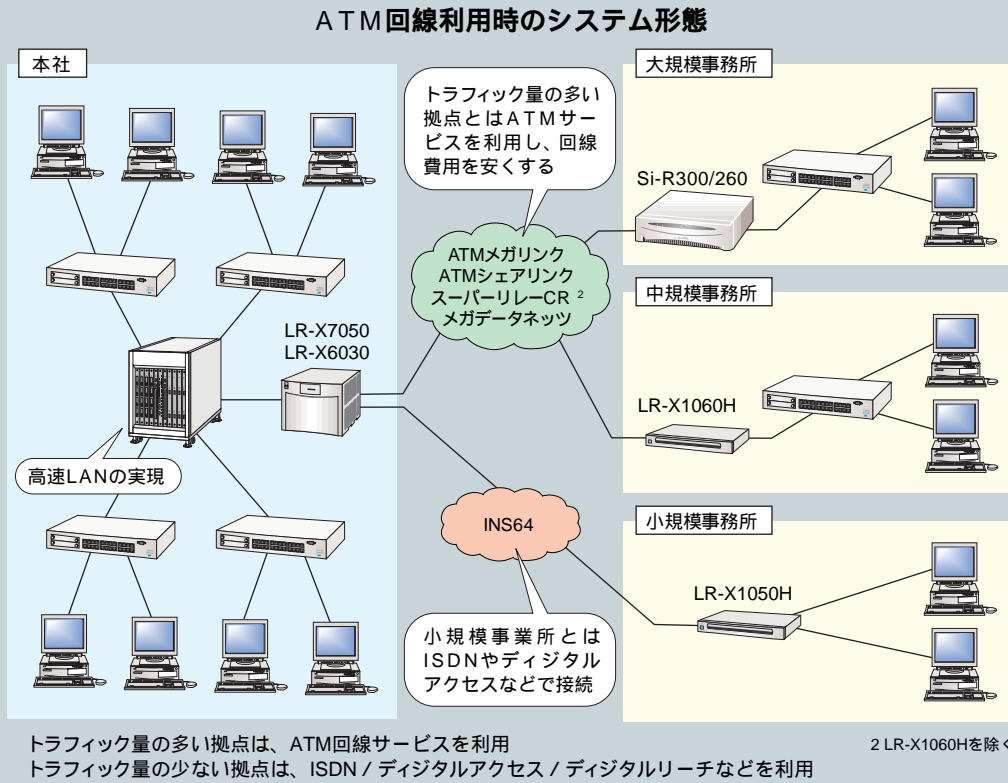 ATM回線利用時のシステム形態
本社
トラフィック量の多い
拠点とはATMサー
ビスを利用し、回線
費用を安くする
大規模事務所
Si-R300/260
ATMメガリンク
ATMシェアリンク
スーパーリレーCR 2
メガデータネッツ
中規模事務所
LR-X7050
LR-X6030
LR-X1060H
高速LANの実現
INS64
小規模事務所
LR-X1050H
小規模事業所とは
ISDNやディジタル
アクセスなどで接続
トラフィック量の多い拠点は、ATM回線サービスを利用
トラフィック量の少ない拠点は、ISDN / ディジタルアクセス / ディジタルリーチなどを利用
2 LR-X1060Hを除く